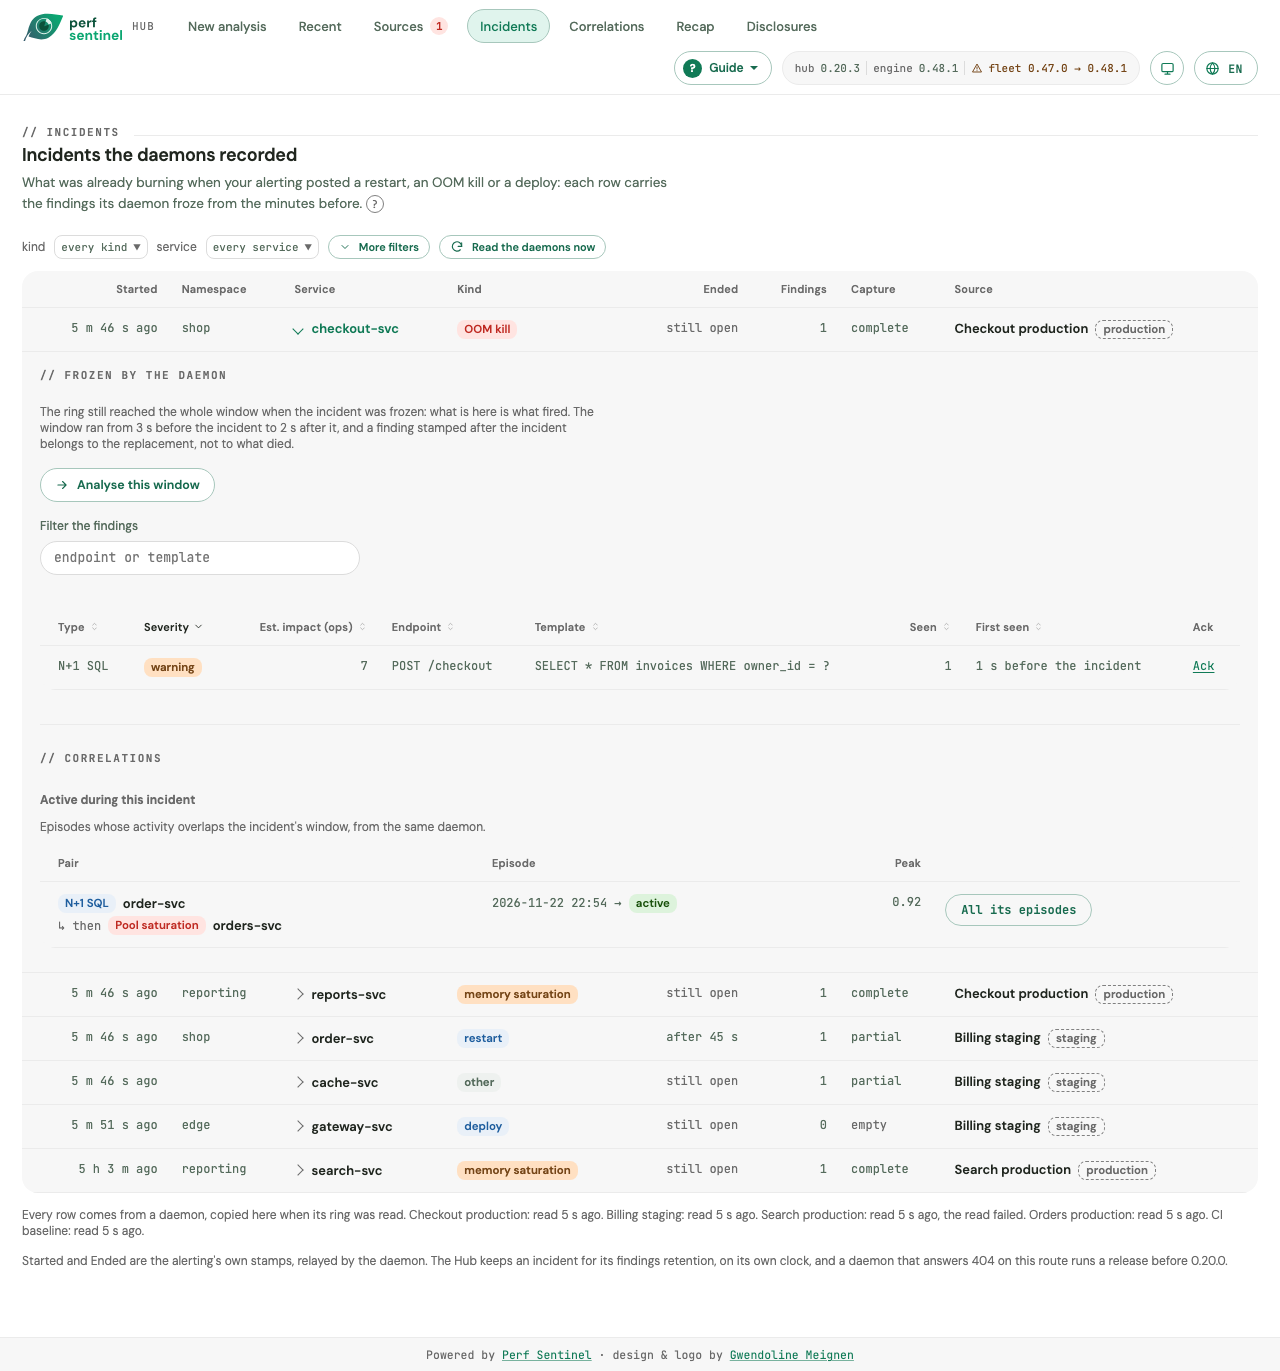 perf sentinel HUB New analysis Recent Sources 1 Incidents Correlations Recap Disclosures
? Guide hub 0.20.3 engine 0.48.1 ⚠ fleet 0.47.0 → 0.48.1 EN
// INCIDENTS
Incidents the daemons recorded
What was already burning when your alerting posted a restart, an OOM kill or a deploy: each row carries
the findings its daemon froze from the minutes before. ?
kind every kind ▼ service every service ▼ More filters Read the daemons now
Started Namespace Service Kind Ended Findings Capture Source
5 m 46 s ago shop checkout-svc OOM kill still open 1 complete Checkout production production
// FROZEN BY THE DAEMON
The ring still reached the whole window when the incident was frozen: what is here is what fired. The
window ran from 3 s before the incident to 2 s after it, and a finding stamped after the incident
belongs to the replacement, not to what died.
→ Analyse this window
Filter the findings
endpoint or template
Type Severity Est. impact (ops) Endpoint Template Seen First seen Ack
N+1 SQL warning 7 POST /checkout SELECT * FROM invoices WHERE owner_id = ? 1 1 s before the incident Ack
// CORRELATIONS
Active during this incident
Episodes whose activity overlaps the incident's window, from the same daemon.
Pair Episode Peak
N+1 SQL order-svc 2026-11-22 22:54 → active 0.92 All its episodes
↳ then Pool saturation orders-svc
5 m 46 s ago reporting reports-svc memory saturation still open 1 complete Checkout production production
5 m 46 s ago shop order-svc restart after 45 s 1 partial Billing staging staging
5 m 46 s ago cache-svc other still open 1 partial Billing staging staging
5 m 51 s ago edge gateway-svc deploy still open 0 empty Billing staging staging
5 h 3 m ago reporting search-svc memory saturation still open 1 complete Search production production
Every row comes from a daemon, copied here when its ring was read. Checkout production: read 5 s ago. Billing staging: read 5 s ago. Search production: read 5 s ago, the read failed. Orders production: read 5 s ago. CI
baseline: read 5 s ago.
Started and Ended are the alerting's own stamps, relayed by the daemon. The Hub keeps an incident for its findings retention, on its own clock, and a daemon that answers 404 on this route runs a release before 0.20.0.
Powered by Perf Sentinel · design & logo by Gwendoline Meignen